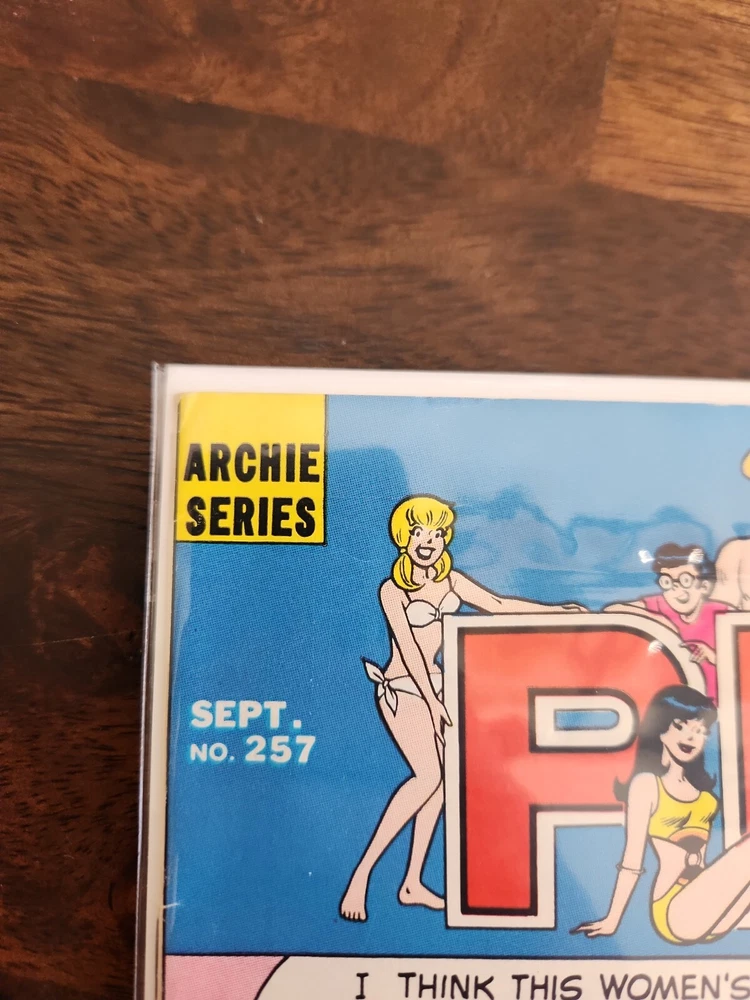 ARCHIE
SERIES
SEPT.
NO. 257
P
I THINK THIS WOMEN'S